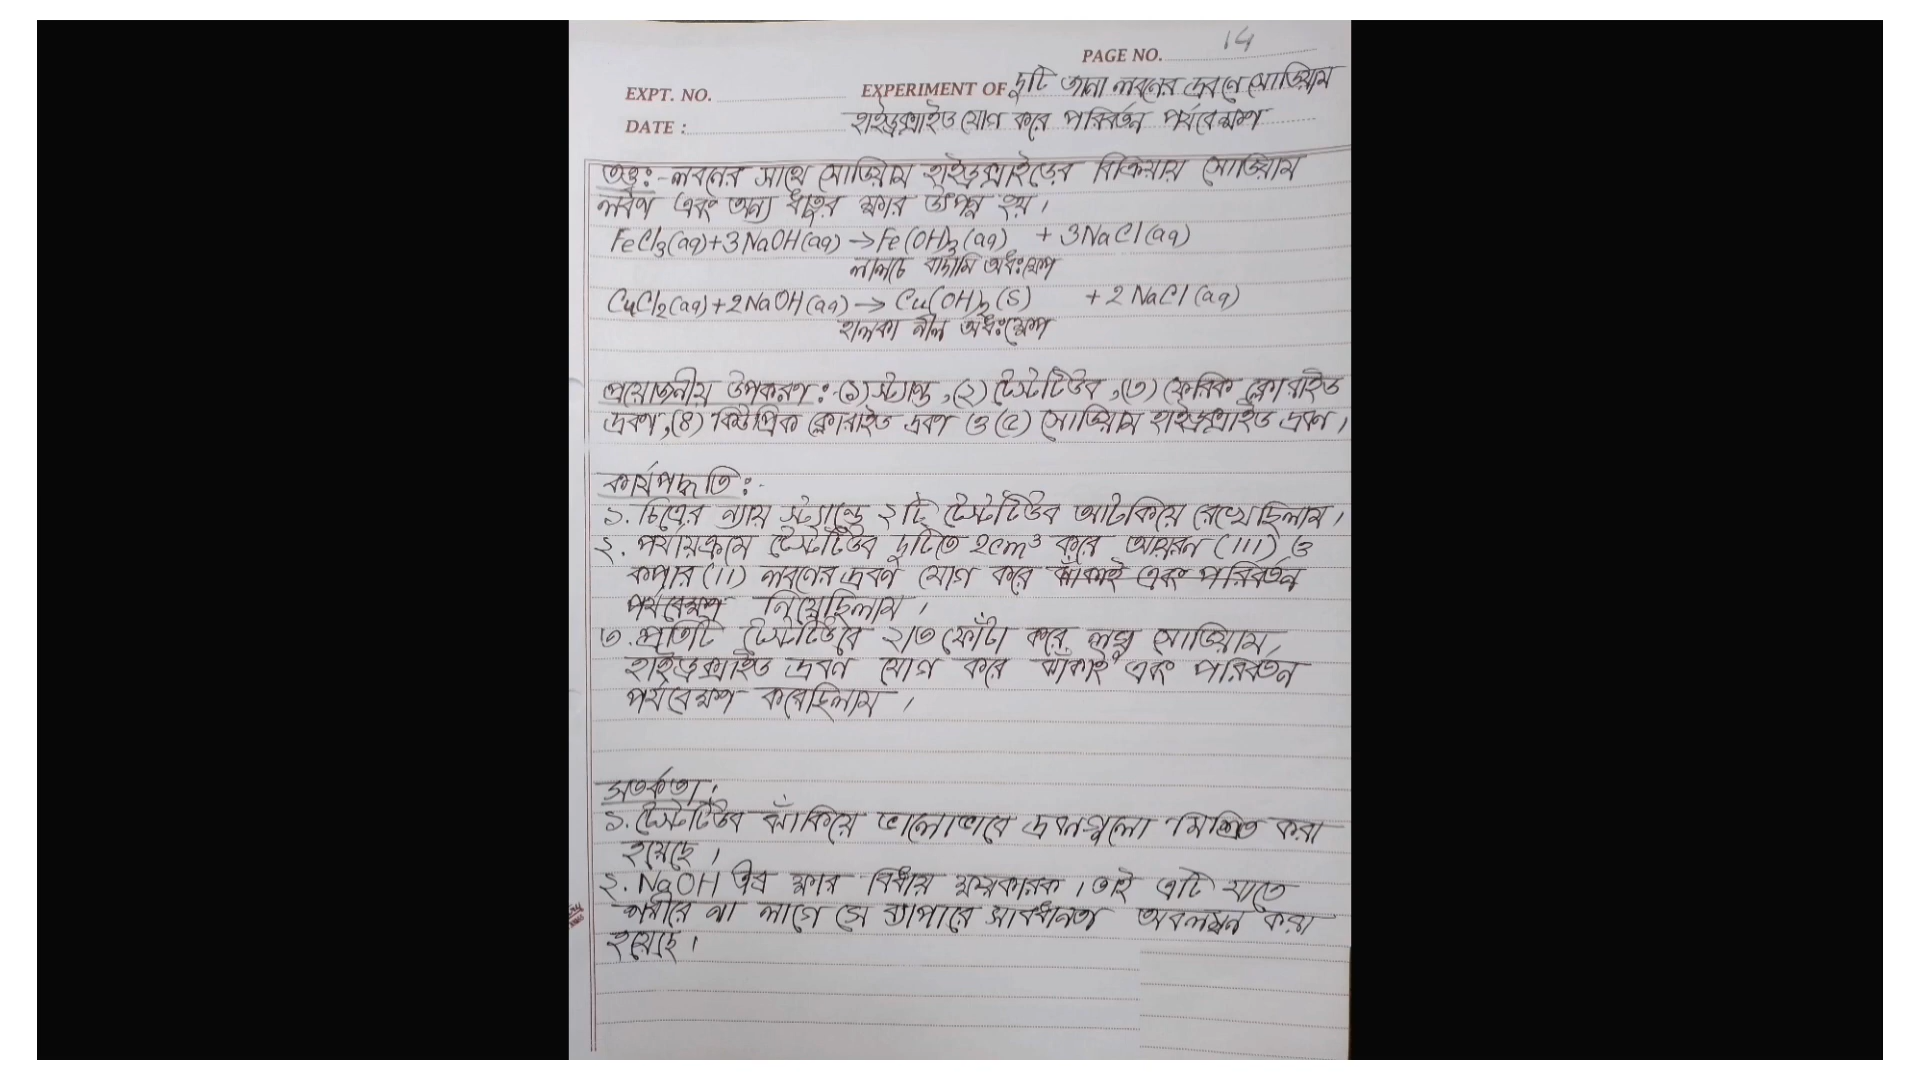 PAGE NO. 14
EXPT. NO. EXPERIMENT OF দুটি জানা লবনের দ্রবণে সোডিয়াম
DATE : হাইড্রক্সাইড যোগ করে পরিবর্তন পর্যবেক্ষণ
তত্ত্ব:- লবনের সাথে সোডিয়াম হাইড্রক্সাইডের বিক্রিয়ায় সোডিয়াম
লবণ এবং অন্য ধাতুর ক্ষার উৎপন্ন হয়।
FeCl3(aq)+3NaOH(aq) →Fe(OH)3(aq) + 3NaCl(aq)
লালচে বাদামি অধঃক্ষেপ
CuCl2(aq)+2NaOH(aq) → Cu(OH)2(S) + 2NaCl(aq)
হালকা নীল অধঃক্ষেপ
প্রয়োজনীয় উপকরণ:-(১)স্ট্যান্ড,(২)টেস্টটিউব,(৩)ফেরিক ক্লোরাইড
দ্রবণ,(৪)কিউপ্রিক ক্লোরাইড দ্রবণ ও(৫)সোডিয়াম হাইড্রক্সাইড দ্রবণ।
কার্যপদ্ধতি:-
১. চিত্রের ন্যায় স্ট্যান্ডে ২টি টেস্টটিউব আটকিয়ে রেখেছিলাম।
২. পর্যায়ক্রমে টেস্টটিউব দুটিতে 2cm³ করে আয়রন (III) ও
কপার(II) লবনের দ্রবণ যোগ করে ঝাঁকাই এবং পরিবর্তন
পর্যবেক্ষণ নিয়েছিলাম।
৩. প্রতিটি টেস্টটিউবে ২/৩ ফোঁটা করে লঘু সোডিয়াম
হাইড্রক্সাইড দ্রবণ যোগ করে ঝাঁকাই এবং পরিবর্তন
পর্যবেক্ষণ করেছিলাম।
সতর্কতা:
১. টেস্টটিউব ঝাঁকিয়ে ভালোভাবে দ্রবনগুলো মিশ্রিত করা
হয়েছে।
২. NaOH তীব্র ক্ষার বিধায় ক্ষয়কারক। তাই এটি যাতে
শরীরে না লাগে সে ব্যাপারে সাবধানতা অবলম্বন করা
হয়েছে।